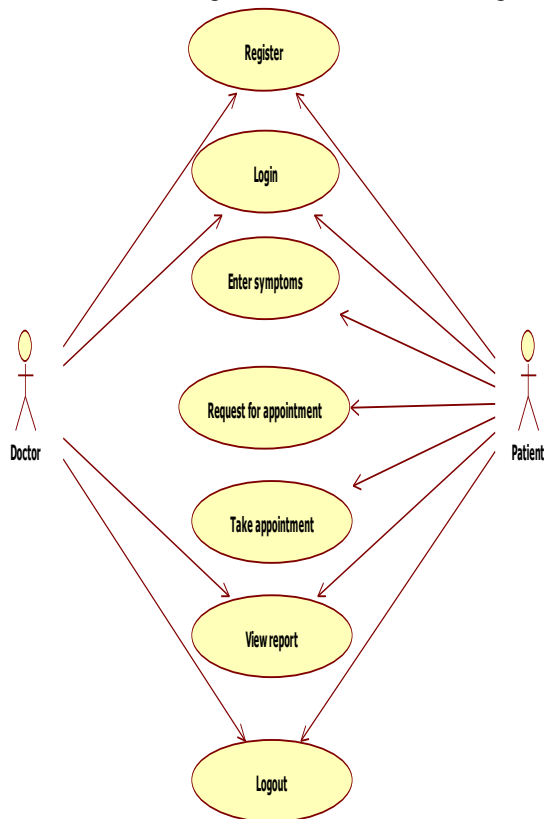 Register
Login
Enter symptoms
Request for appointment
Doctor
Patient
Take appointment
View report
Logout